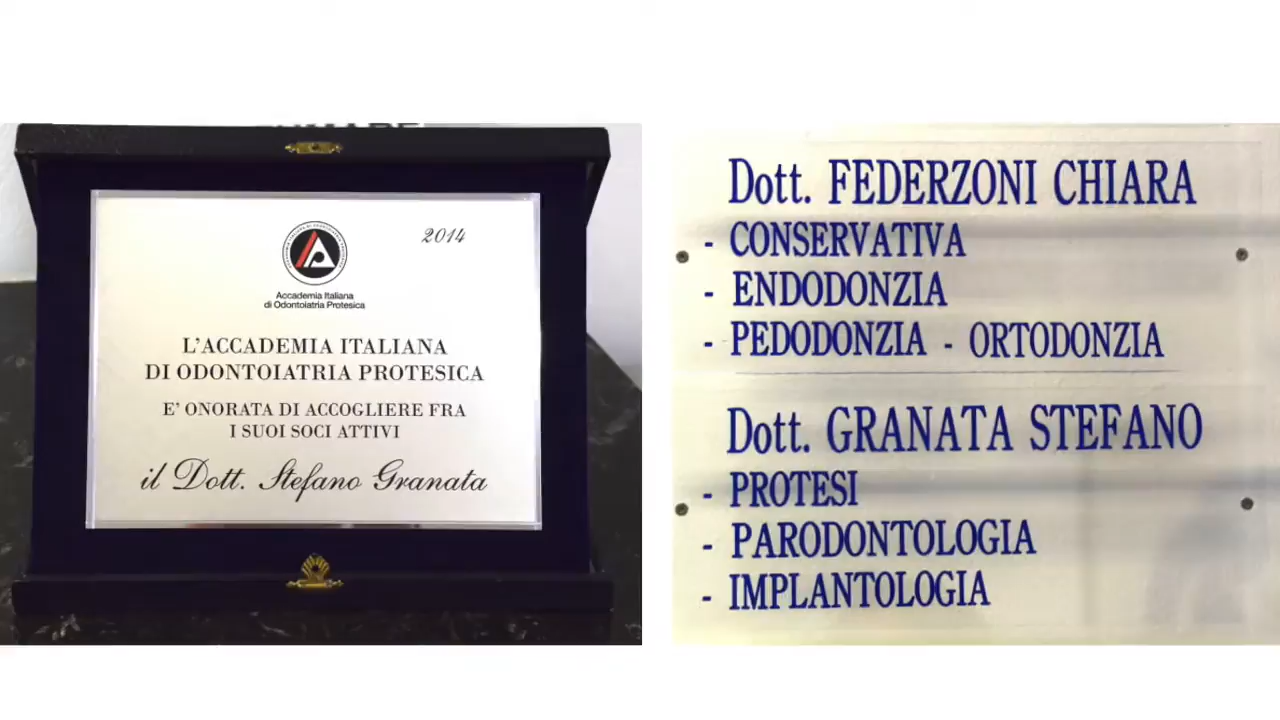 2014
Accademia Italiana
di Odontoiatria Protesica
L'ACCADEMIA ITALIANA
DI ODONTOIATRIA PROTESICA
E' ONORATA DI ACCOGLIERE FRA
I SUOI SOCI ATTIVI
il Dott. Stefano Granata
Dott. FEDERZONI CHIARA
- CONSERVATIVA
- ENDODONZIA
- PEDODONZIA - ORTODONZIA
Dott. GRANATA STEFANO
- PROTESI
- PARODONTOLOGIA
- IMPLANTOLOGIA